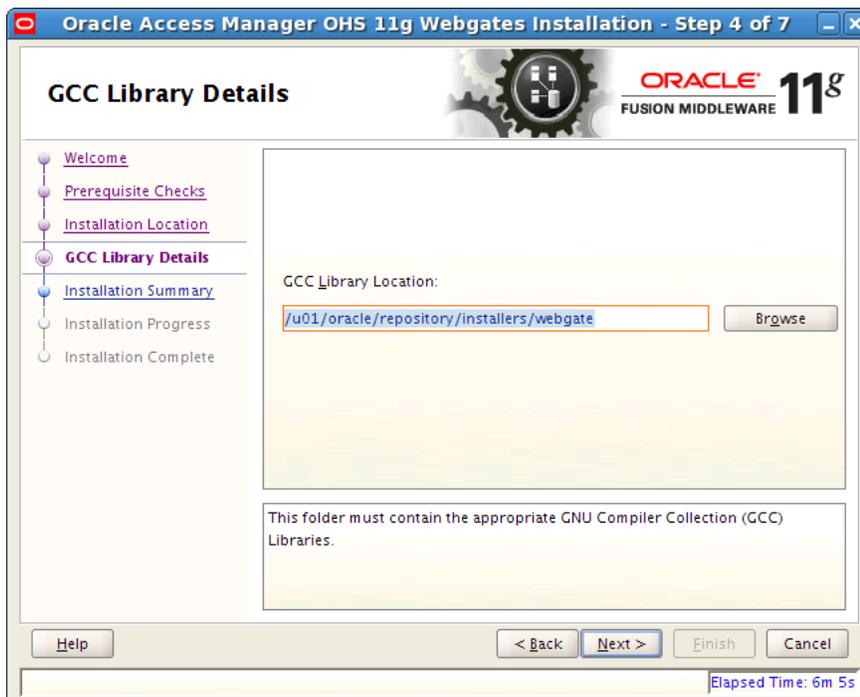 Oracle Access Manager OHS 11g Webgates Installation - Step 4 of 7
GCC Library Details
ORACLE
FUSION MIDDLEWARE
11g
Welcome
Prerequisite Checks
Installation Location
GCC Library Details
Installation Summary
Installation Progress
Installation Complete
GCC Library Location:
/u01/oracle/repository/installers/webgate
Browse
This folder must contain the appropriate GNU Compiler Collection (GCC)
Libraries.
Help
< Back
Next >
Finish
Cancel
Elapsed Time: 6m 5s